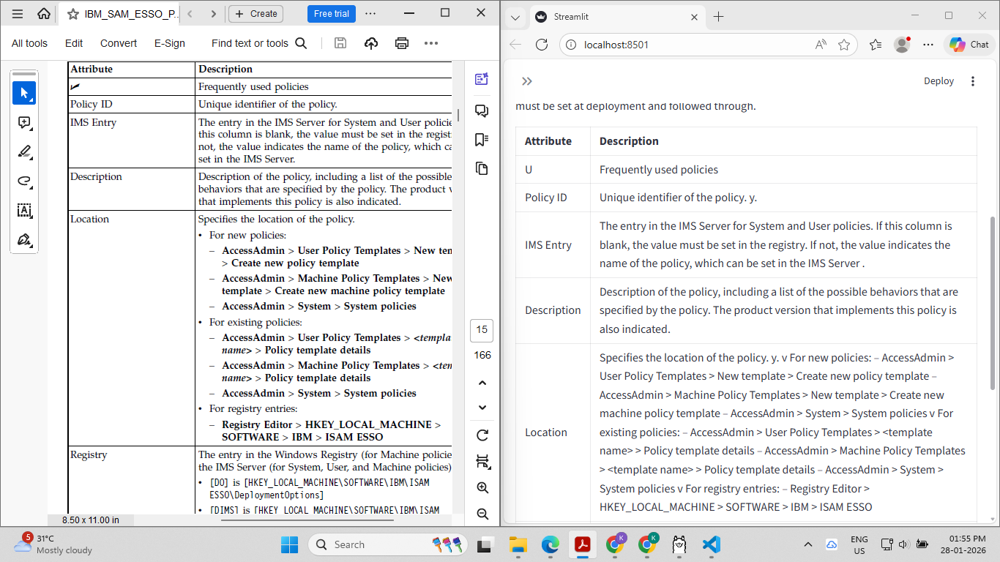 IBM_SAM_ESSO_P...
Create
Free trial
All tools
Edit
Convert
E-Sign
Find text or tools
Attribute
Description
Frequently used policies
Policy ID
Unique identifier of the policy.
IMS Entry
The entry in the IMS Server for System and User policie
this column is blank, the value must be set in the registr
not, the value indicates the name of the policy, which ca
set in the IMS Server.
Description
Description of the policy, including a list of the possible
behaviors that are specified by the policy. The product v
that implements this policy is also indicated.
Location
Specifies the location of the policy.
• For new policies:
– AccessAdmin > User Policy Templates > New tem
> Create new policy template
– AccessAdmin > Machine Policy Templates > New
template > Create new machine policy template
– AccessAdmin > System > System policies
• For existing policies:
– AccessAdmin > User Policy Templates > <templa
name> > Policy template details
– AccessAdmin > Machine Policy Templates > <tem
name> > Policy template details
– AccessAdmin > System > System policies
• For registry entries:
– Registry Editor > HKEY_LOCAL_MACHINE >
SOFTWARE > IBM > ISAM ESSO
Registry
The entry in the Windows Registry (for Machine policie
the IMS Server (for System, User, and Machine policies)
• [DO] is [HKEY_LOCAL_MACHINE\SOFTWARE\IBM\ISAM
ESSO\DeploymentOptions]
• [DIMS] is [HKEY_LOCAL_MACHINE\SOFTWARE\IBM\ISAM
8.50 x 11.00 in
15
166
Streamlit
localhost:8501
Chat
Deploy
must be set at deployment and followed through.
Attribute
Description
U
Frequently used policies
Policy ID
Unique identifier of the policy. y.
IMS Entry
The entry in the IMS Server for System and User policies. If this column is
blank, the value must be set in the registry. If not, the value indicates the
name of the policy, which can be set in the IMS Server .
Description
Description of the policy, including a list of the possible behaviors that are
specified by the policy. The product version that implements this policy is
also indicated.
Location
Specifies the location of the policy. y. v For new policies: – AccessAdmin >
User Policy Templates > New template > Create new policy template –
AccessAdmin > Machine Policy Templates > New template > Create new
machine policy template – AccessAdmin > System > System policies v For
existing policies: – AccessAdmin > User Policy Templates > <template
name> > Policy template details – AccessAdmin > Machine Policy Templates
> <template name> > Policy template details – AccessAdmin > System >
System policies v For registry entries: – Registry Editor >
HKEY_LOCAL_MACHINE > SOFTWARE > IBM > ISAM ESSO
5
31°C
Mostly cloudy
Search
K
K
ENG
US
01:55 PM
28-01-2026